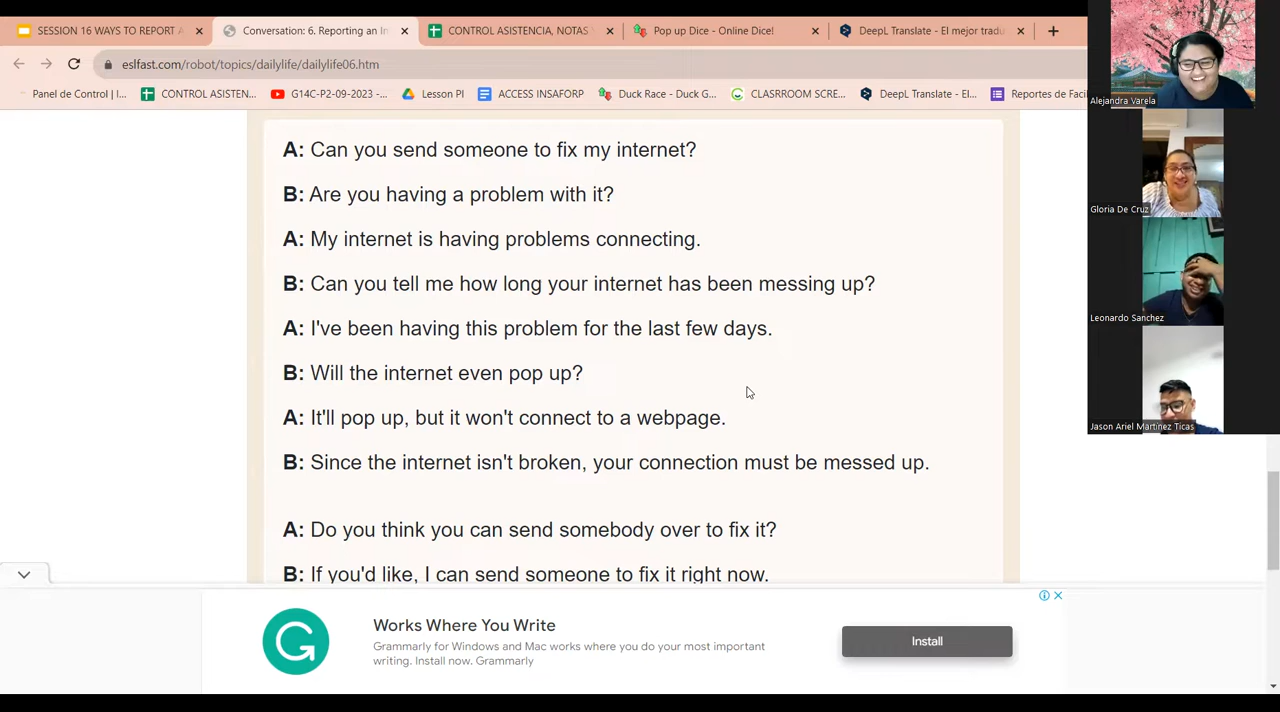 SESSION 16 WAYS TO REPORT A
Conversation: 6. Reporting an In
CONTROL ASISTENCIA, NOTAS
Pop up Dice - Online Dice!
DeepL Translate - El mejor tradu
eslfast.com/robot/topics/dailylife/dailylife06.htm
Panel de Control | I...
CONTROL ASISTEN...
G14C-P2-09-2023 -...
Lesson PI
ACCESS INSAFORP
Duck Race - Duck G...
CLASRROOM SCRE...
DeepL Translate - El...
Reportes de Facil
Alejandra Varela
Gloria De Cruz
Leonardo Sanchez
Jason Ariel Martinez Ticas
A: Can you send someone to fix my internet?
B: Are you having a problem with it?
A: My internet is having problems connecting.
B: Can you tell me how long your internet has been messing up?
A: I've been having this problem for the last few days.
B: Will the internet even pop up?
A: It'll pop up, but it won't connect to a webpage.
B: Since the internet isn't broken, your connection must be messed up.
A: Do you think you can send somebody over to fix it?
B: If you'd like, I can send someone to fix it right now.
Works Where You Write
Grammarly for Windows and Mac works where you do your most important
writing. Install now. Grammarly
Install